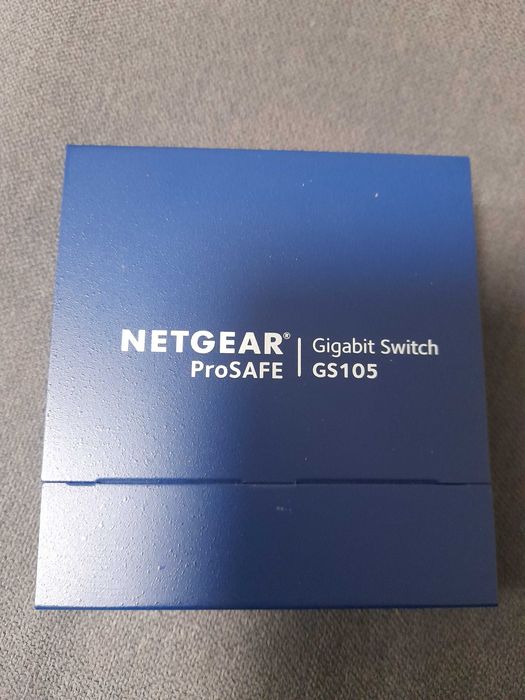 NETGEAR® | Gigabit Switch
ProSAFE | GS105